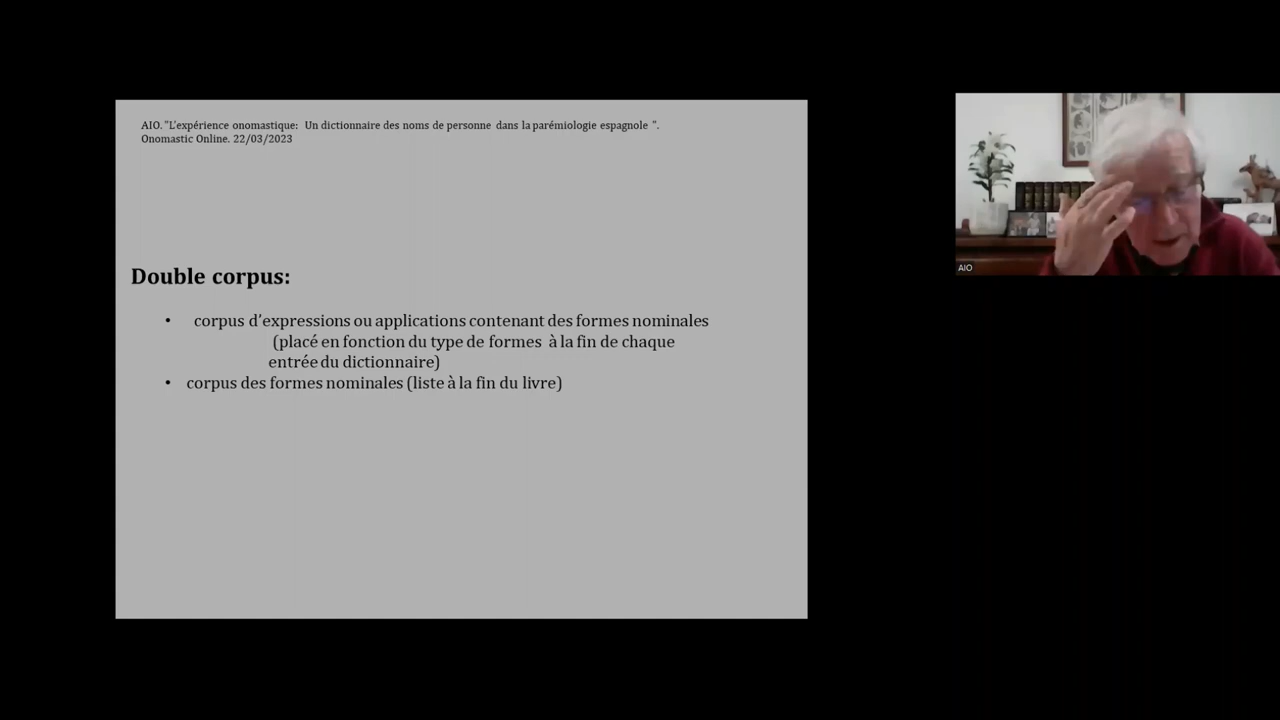 AIO. "L'expérience onomastique: Un dictionnaire des noms de personne dans la parémiologie espagnole ".
Onomastic Online. 22/03/2023
Double corpus:
• corpus d'expressions ou applications contenant des formes nominales
(placé en fonction du type de formes à la fin de chaque
entrée du dictionnaire)
• corpus des formes nominales (liste à la fin du livre)
AIO